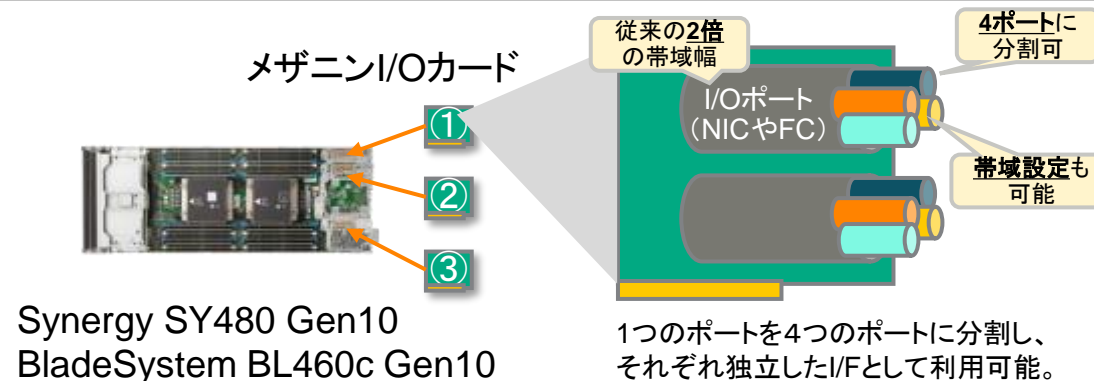 メザニンI/Oカード
①
②
③
Synergy SY480 Gen10
BladeSystem BL460c Gen10
従来の2倍
の帯域幅
4ポートに
分割可
I/Oポート
(NICやFC)
帯域設定も
可能
1つのポートを4つのポートに分割し、
それぞれ独立したI/Fとして利用可能。